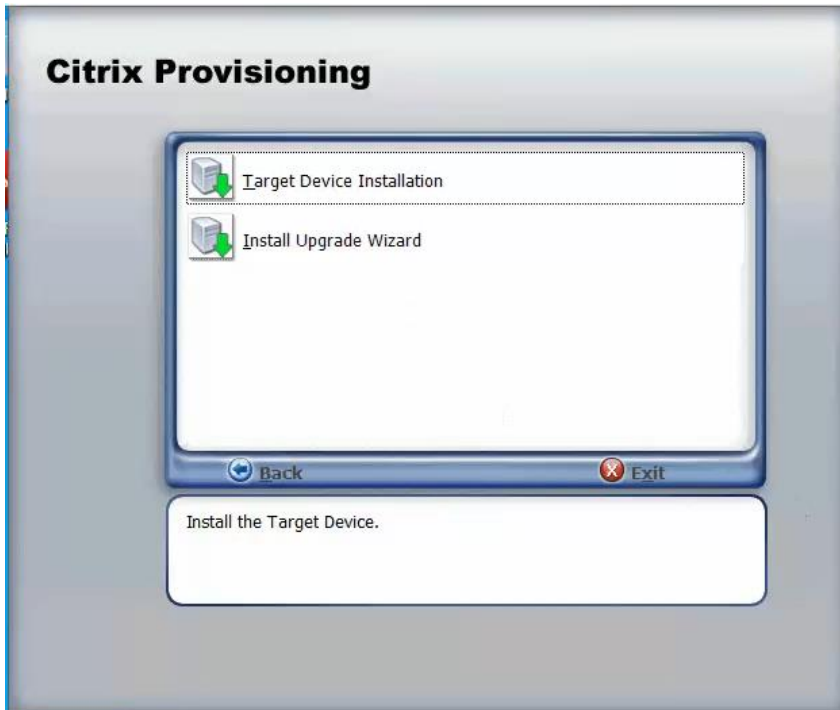 Citrix Provisioning
Target Device Installation
Install Upgrade Wizard
Back
Exit
Install the Target Device.